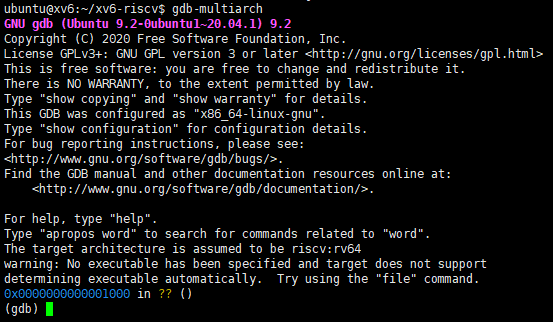 ubuntu@xv6:~/xv6-riscv$ gdb-multiarch
GNU gdb (Ubuntu 9.2-0ubuntu1~20.04.1) 9.2
Copyright (C) 2020 Free Software Foundation, Inc.
License GPLv3+: GNU GPL version 3 or later <http://gnu.org/licenses/gpl.html>
This is free software: you are free to change and redistribute it.
There is NO WARRANTY, to the extent permitted by law.
Type "show copying" and "show warranty" for details.
This GDB was configured as "x86_64-linux-gnu".
Type "show configuration" for configuration details.
For bug reporting instructions, please see:
<http://www.gnu.org/software/gdb/bugs/>.
Find the GDB manual and other documentation resources online at:
    <http://www.gnu.org/software/gdb/documentation/>.

For help, type "help".
Type "apropos word" to search for commands related to "word".
The target architecture is assumed to be riscv:rv64
warning: No executable has been specified and target does not support
determining executable automatically.  Try using the "file" command.
0x0000000000001000 in ?? ()
(gdb)